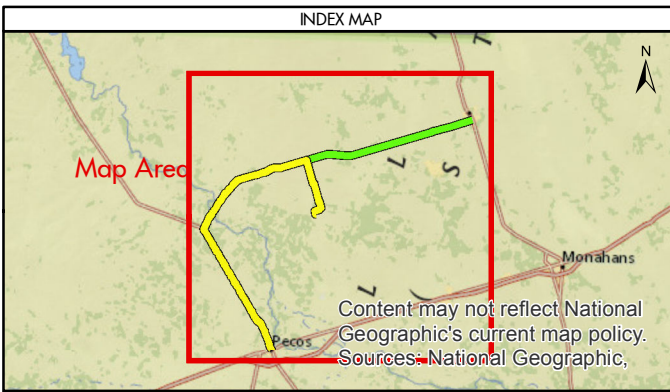 INDEX MAP
N
T
Map Area
L
S
Monahans
L
(
Content may not reflect National
Geographic's current map policy.
Pecos
Sources: National Geographic,